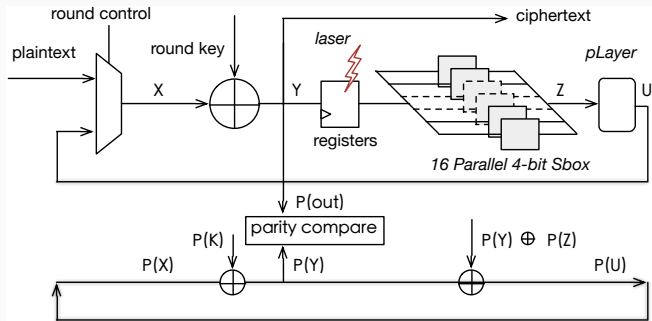 round control
plaintext
round key
ciphertext
laser
pLayer
X
Y
Z
U
registers
16 Parallel 4-bit Sbox
P(out)
parity compare
P(K)
P(Y) ⊕ P(Z)
P(X)
P(Y)
P(U)